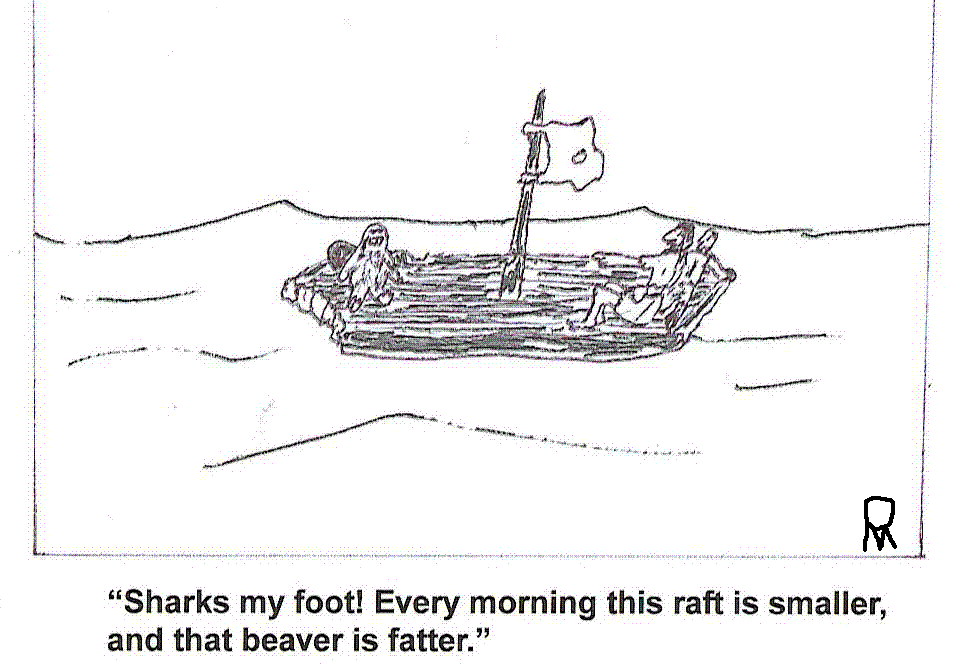 “Sharks my foot! Every morning this raft is smaller,
and that beaver is fatter.”